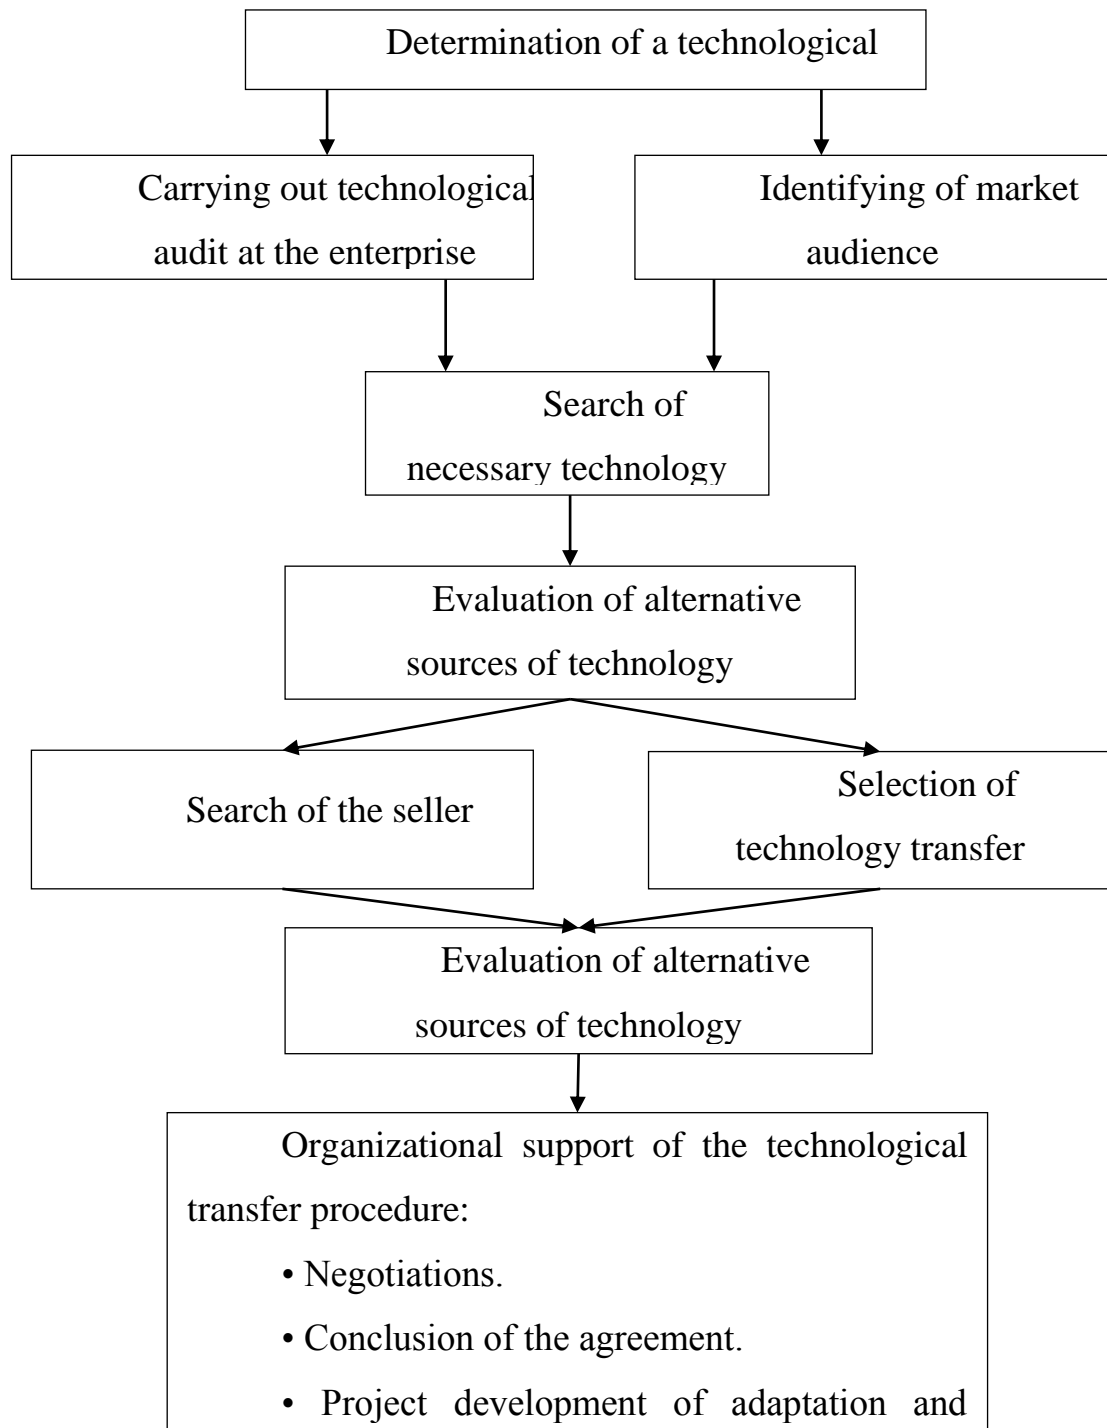 Determination of a technological
Carrying out technological
audit at the enterprise
Identifying of market
audience
Search of
necessary technology
Evaluation of alternative
sources of technology
Search of the seller
Selection of
technology transfer
Evaluation of alternative
sources of technology
Organizational support of the technological
transfer procedure:
• Negotiations.
• Conclusion of the agreement.
• Project development of adaptation and